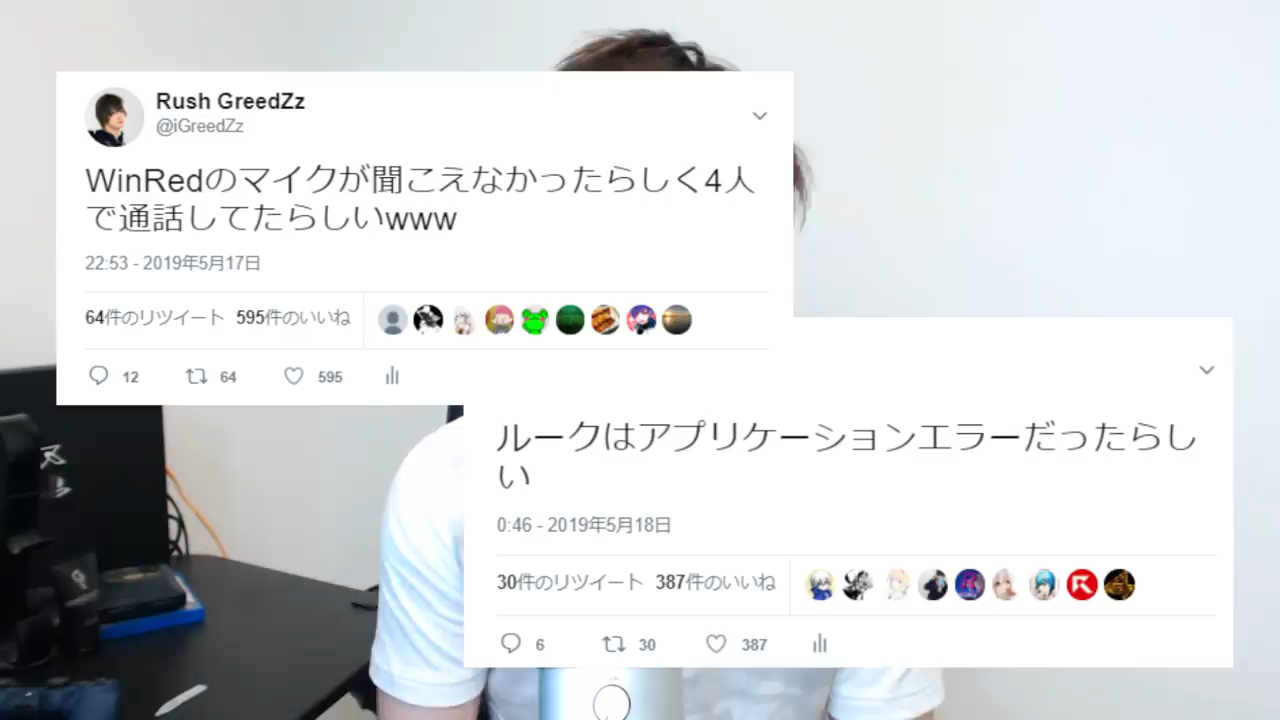 Rush GreedZz
@iGreedZz
WinRedのマイクが聞こえなかったらしく4人
で通話してたらしいwww
22:53 - 2019年5月17日
64件のリツイート 595件のいいね
12 64 595
ルークはアプリケーションエラーだったらし
い
0:46 - 2019年5月18日
30件のリツイート 387件のいいね
6 30 387